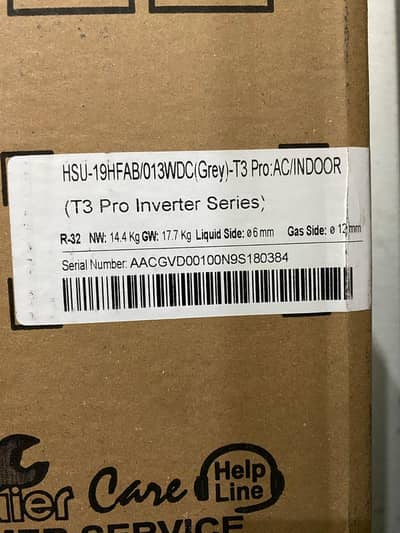 HSU-19HFAB/013WDC(Grey)-T3 Pro:AC/INDOOR
(T3 Pro Inverter Series)
R-32 NW: 14.4 Kg GW: 17.7 Kg Liquid Side: ø 6 mm Gas Side: ø 12 mm
Serial Number: AACGVD00100N9S180384
Care
Help
Line
SERVICE